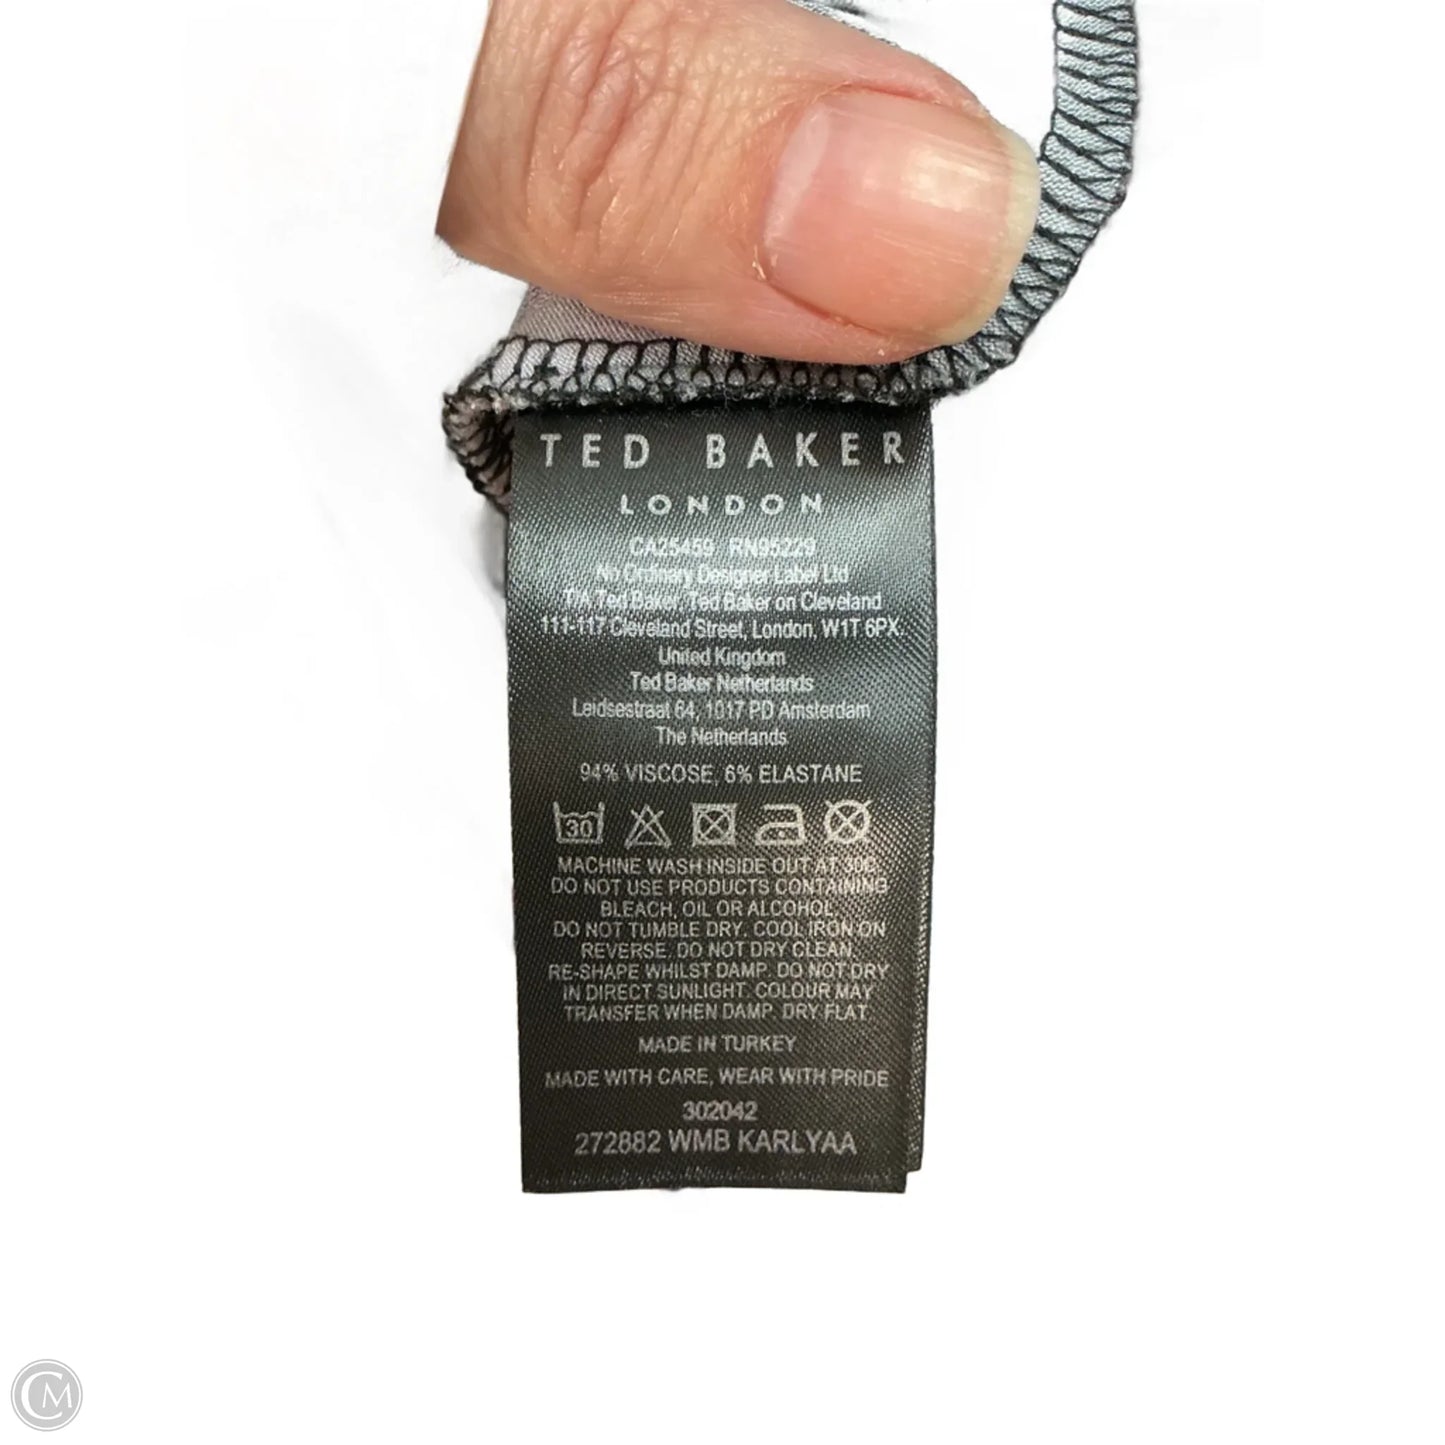 TED BAKER
LONDON
CA25459 RN95229
No Ordinary Designer Label Ltd
T/A Ted Baker, Ted Baker on Cleveland
111-117 Cleveland Street, London, W1T 6PX.
United Kingdom
Ted Baker Netherlands
Leidsestraat 64, 1017 PD Amsterdam
The Netherlands
94% VISCOSE, 6% ELASTANE
30
MACHINE WASH INSIDE OUT AT 30C.
DO NOT USE PRODUCTS CONTAINING
BLEACH, OIL OR ALCOHOL.
DO NOT TUMBLE DRY. COOL IRON ON
REVERSE. DO NOT DRY CLEAN.
RE-SHAPE WHILST DAMP. DO NOT DRY
IN DIRECT SUNLIGHT. COLOUR MAY
TRANSFER WHEN DAMP. DRY FLAT.
MADE IN TURKEY
MADE WITH CARE, WEAR WITH PRIDE
302042
272882 WMB KARLYAA
CM